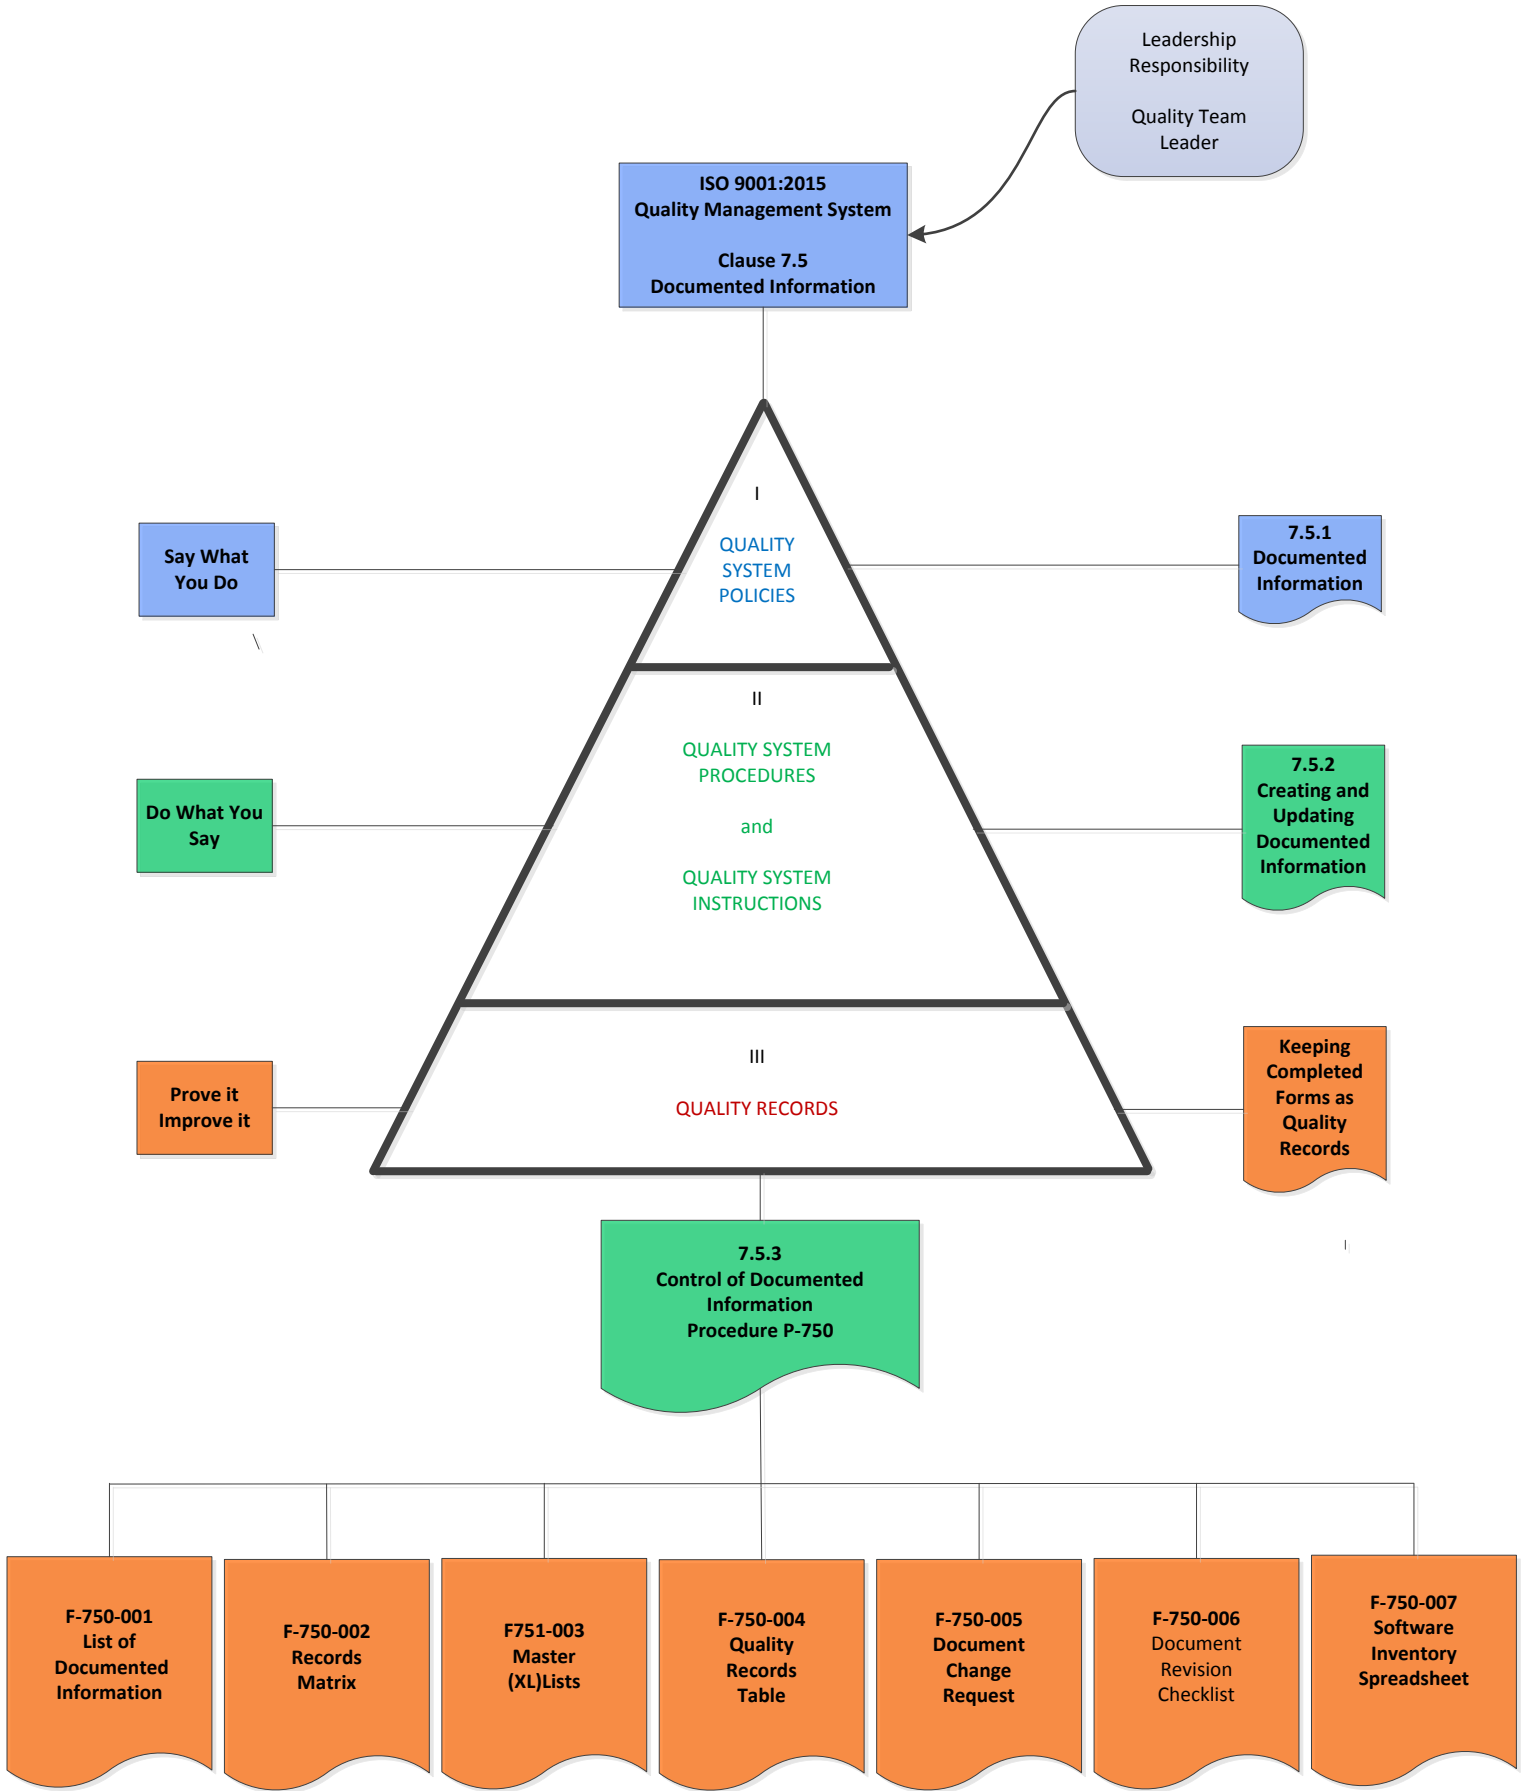 Leadership
Responsibility
Quality Team
Leader
ISO 9001:2015
Quality Management System
Clause 7.5
Documented Information
I
QUALITY
SYSTEM
POLICIES
Say What
You Do
7.5.1
Documented
Information
\
II
QUALITY SYSTEM
PROCEDURES
and
QUALITY SYSTEM
INSTRUCTIONS
Do What You
Say
7.5.2
Creating and
Updating
Documented
Information
III
QUALITY RECORDS
Prove it
Improve it
Keeping
Completed
Forms as
Quality
Records
7.5.3
Control of Documented
Information
Procedure P-750
F-750-001
List of
Documented
Information
F-750-002
Records
Matrix
F751-003
Master
(XL)Lists
F-750-004
Quality
Records
Table
F-750-005
Document
Change
Request
F-750-006
Document
Revision
Checklist
F-750-007
Software
Inventory
Spreadsheet